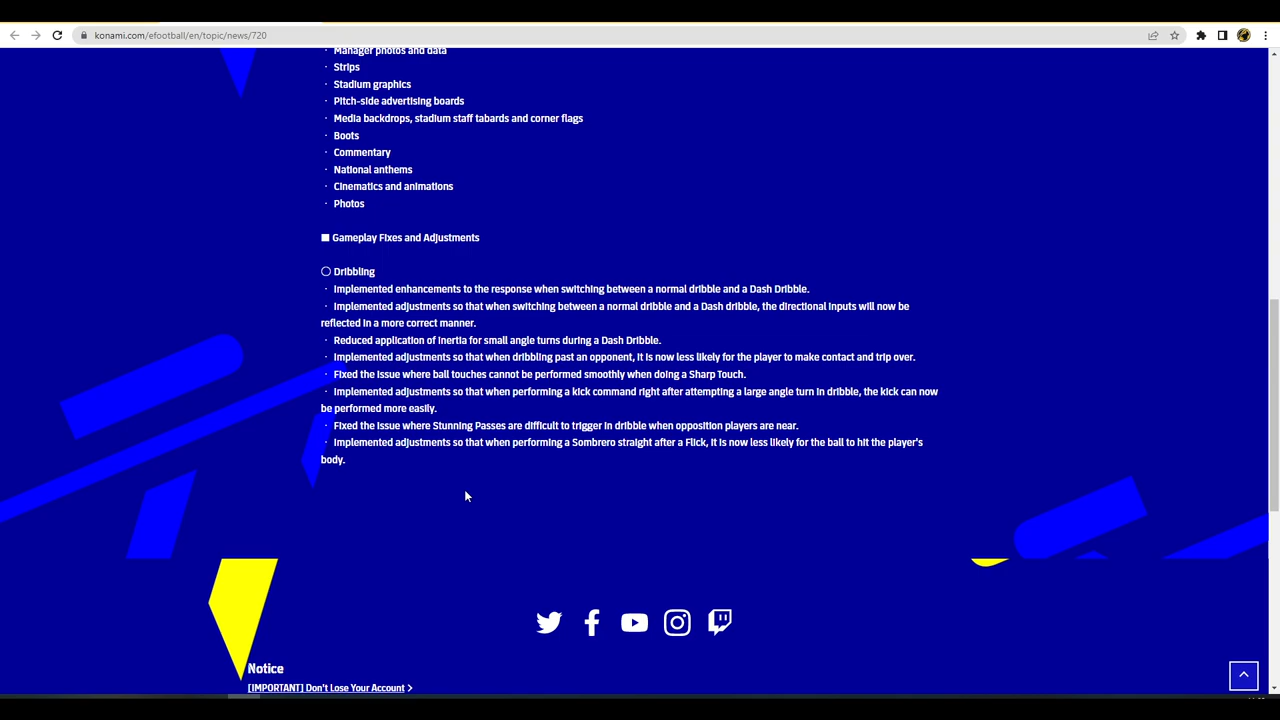 konami.com/efootball/en/topic/news/720
· Manager photos and data
· Strips
· Stadium graphics
· Pitch-side advertising boards
· Media backdrops, stadium staff tabards and corner flags
· Boots
· Commentary
· National anthems
· Cinematics and animations
· Photos
■ Gameplay Fixes and Adjustments
〇 Dribbling
· Implemented enhancements to the response when switching between a normal dribble and a Dash Dribble.
· Implemented adjustments so that when switching between a normal dribble and a Dash dribble, the directional inputs will now be
reflected in a more correct manner.
· Reduced application of inertia for small angle turns during a Dash Dribble.
· Implemented adjustments so that when dribbling past an opponent, it is now less likely for the player to make contact and trip over.
· Fixed the issue where ball touches cannot be performed smoothly when doing a Sharp Touch.
· Implemented adjustments so that when performing a kick command right after attempting a large angle turn in dribble, the kick can now
be performed more easily.
· Fixed the issue where Stunning Passes are difficult to trigger in dribble when opposition players are near.
· Implemented adjustments so that when performing a Sombrero straight after a Flick, it is now less likely for the ball to hit the player's
body.
Notice
[IMPORTANT] Don't Lose Your Account >